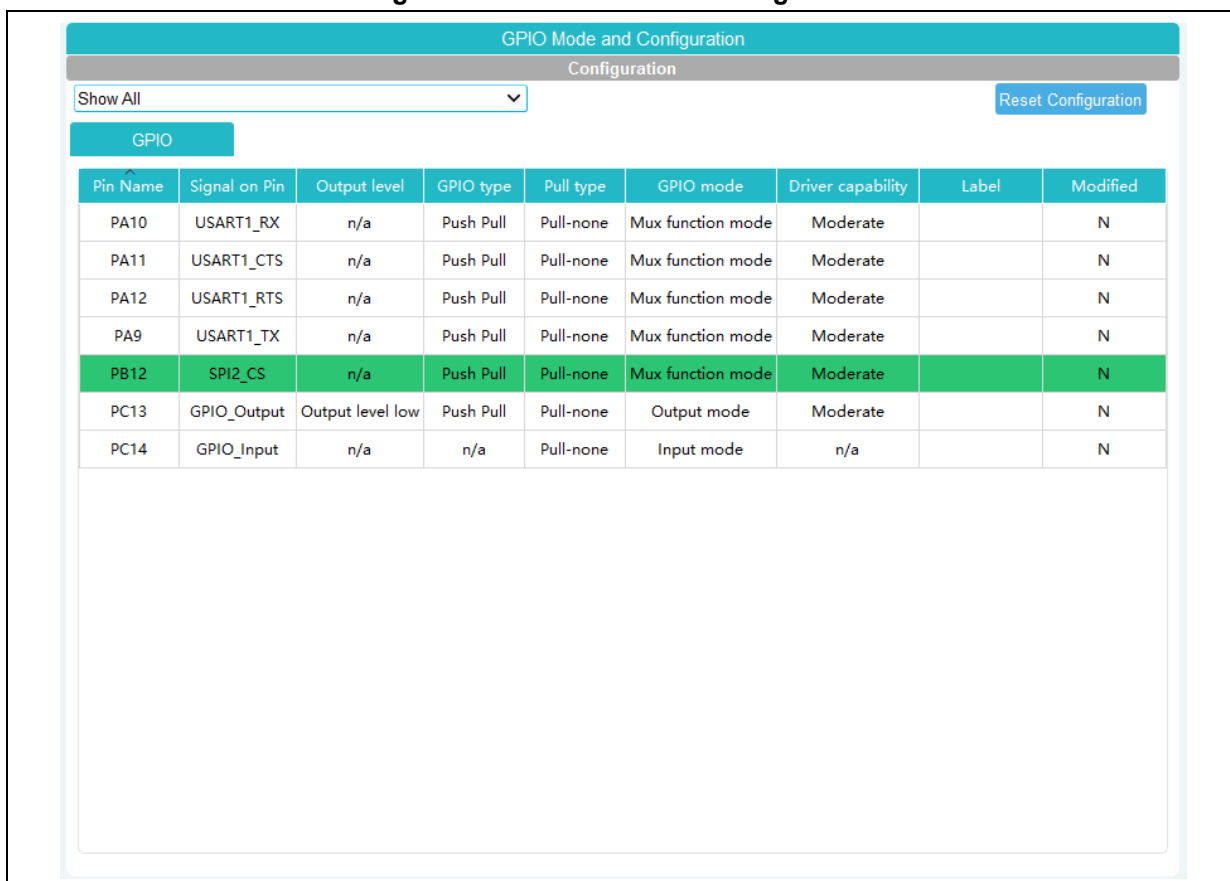 GPIO Mode and Configuration
Configuration
Show All
Reset Configuration
GPIO
Pin Name Signal on Pin Output level GPIO type Pull type GPIO mode Driver capability Label Modified
PA10 USART1_RX n/a Push Pull Pull-none Mux function mode Moderate N
PA11 USART1_CTS n/a Push Pull Pull-none Mux function mode Moderate N
PA12 USART1_RTS n/a Push Pull Pull-none Mux function mode Moderate N
PA9 USART1_TX n/a Push Pull Pull-none Mux function mode Moderate N
PB12 SPI2_CS n/a Push Pull Pull-none Mux function mode Moderate N
PC13 GPIO_Output Output level low Push Pull Pull-none Output mode Moderate N
PC14 GPIO_Input n/a n/a Pull-none Input mode n/a N